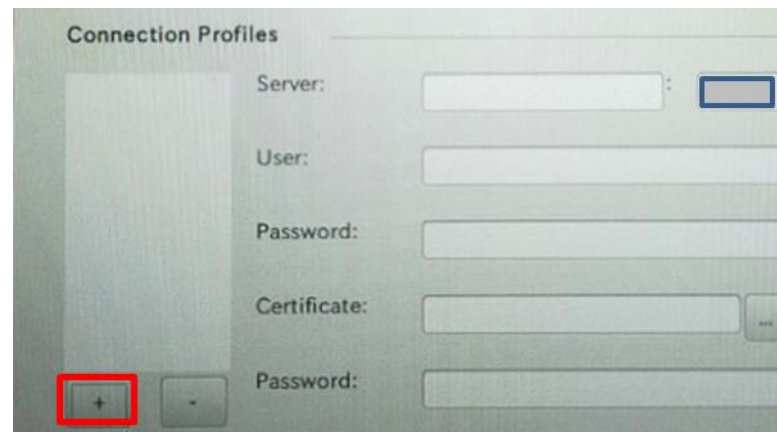 Connection Profiles
Server:
:
User:
Password:
Certificate:
...
Password:
+
-